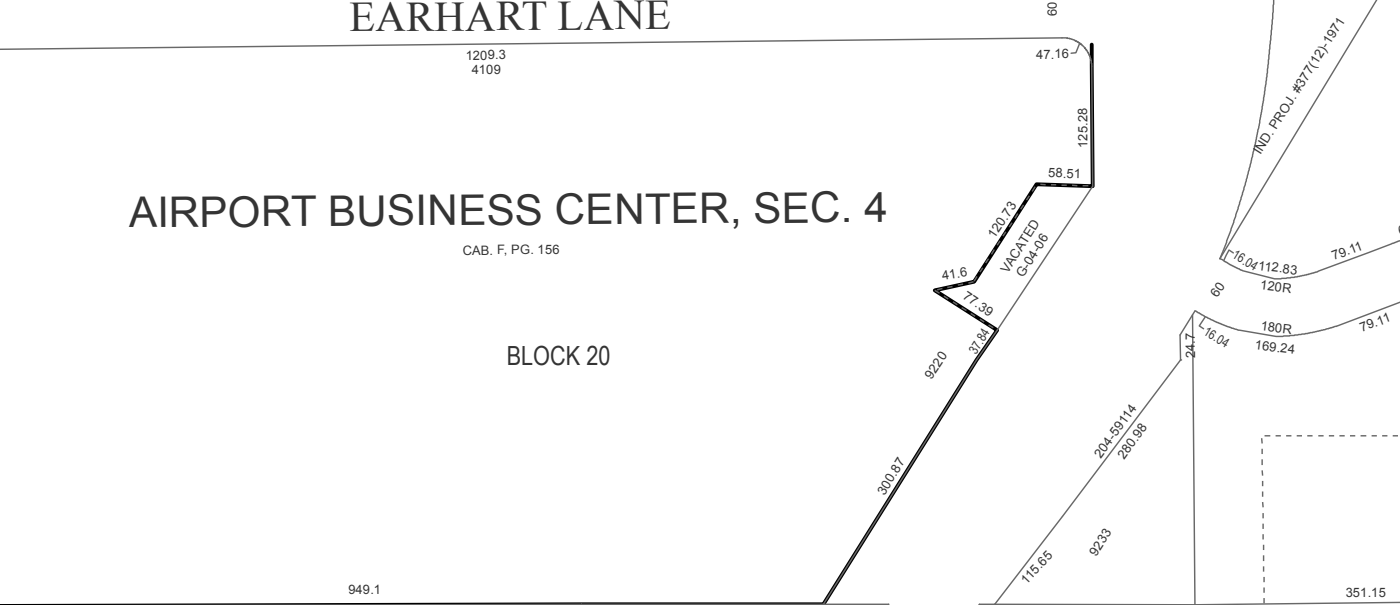 EARHART LANE
60
1209.3
4109
47.16
IND. PROJ. #377(12)-1971
125.28
58.51
AIRPORT BUSINESS CENTER, SEC. 4
CAB. F, PG. 156
120.73
VACATED
G-04-06
41.6
77.39
37.84
16.04
112.83
79.11
120R
60
180R
79.11
16.04
169.24
24.7
BLOCK 20
9220
204-59114
280.98
300.87
9233
115.65
949.1
351.15